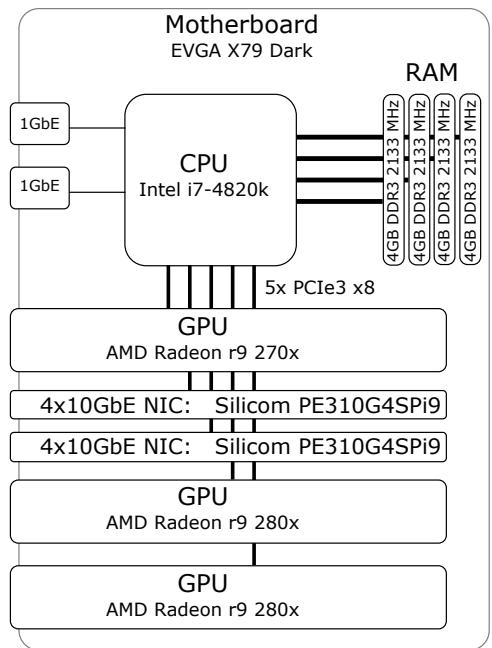 Motherboard
EVGA X79 Dark
RAM
1GbE
1GbE
CPU
Intel i7-4820k
4GB DDR3 2133 MHz
4GB DDR3 2133 MHz
4GB DDR3 2133 MHz
4GB DDR3 2133 MHz
5x PCIe3 x8
GPU
AMD Radeon r9 270x
4x10GbE NIC: Silicom PE310G4SPi9
4x10GbE NIC: Silicom PE310G4SPi9
GPU
AMD Radeon r9 280x
GPU
AMD Radeon r9 280x